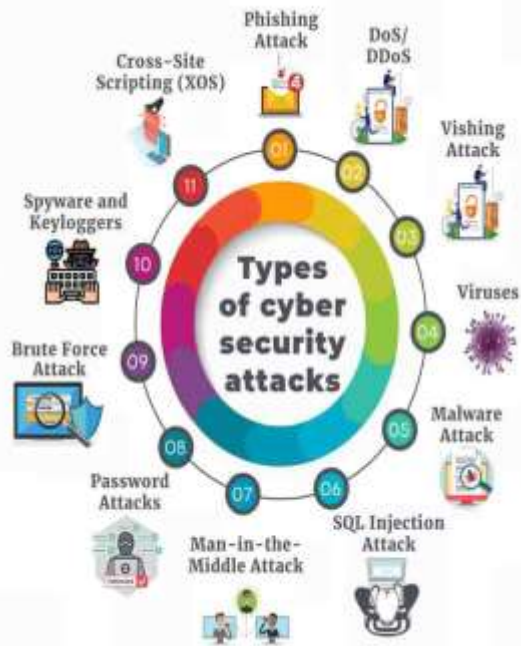 Phishing
Attack
01
DoS/
DDoS
02
Vishing
Attack
03
Viruses
04
Malware
Attack
05
SQL Injection
Attack
06
Man-in-the-
Middle Attack
07
Password
Attacks
08
Brute Force
Attack
09
Spyware and
Keyloggers
10
Cross-Site
Scripting (XOS)
11
Types
of cyber
security
attacks